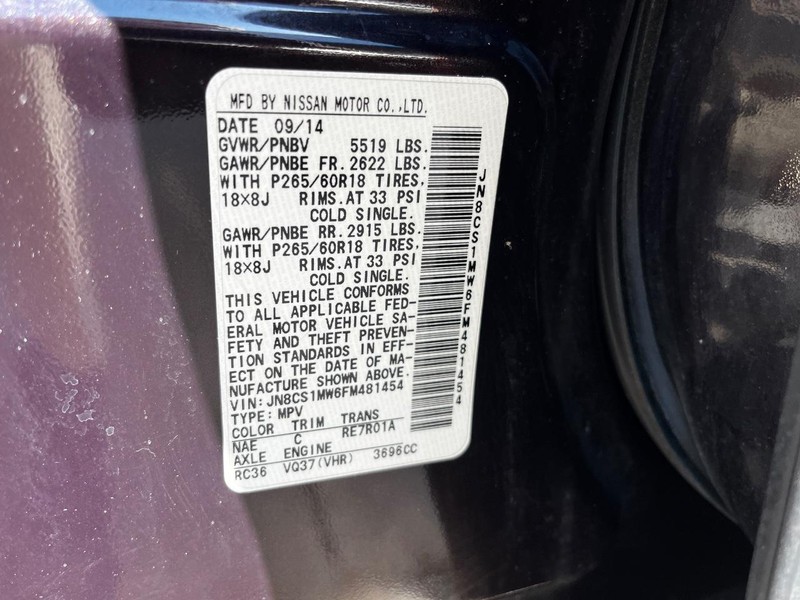 MFD BY NISSAN MOTOR CO.,LTD.
DATE 09/14
GVWR/PNBV 5519 LBS.
GAWR/PNBE FR. 2622 LBS.
WITH P265/60R18 TIRES,
18×8J RIMS.AT 33 PSI
COLD SINGLE.
GAWR/PNBE RR. 2915 LBS.
WITH P265/60R18 TIRES,
18×8J RIMS.AT 33 PSI
COLD SINGLE.
THIS VEHICLE CONFORMS
TO ALL APPLICABLE FED-
ERAL MOTOR VEHICLE SA-
FETY AND THEFT PREVEN-
TION STANDARDS IN EFF-
ECT ON THE DATE OF MA-
NUFACTURE SHOWN ABOVE.
VIN:JN8CS1MW6FM481454
TYPE:MPV
COLOR TRIM TRANS
NAE C RE7R01A
AXLE ENGINE
RC36 VQ37(VHR) 3696CC
JN8CS1MW6FM481454